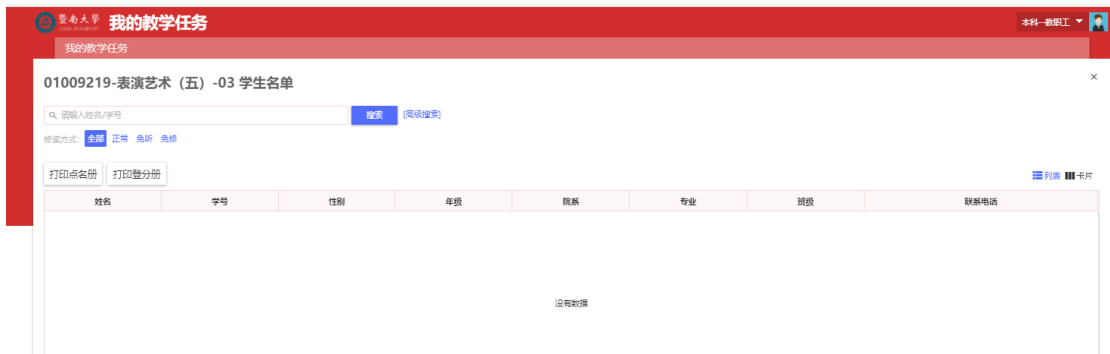 暨南大学 我的教学任务 本科--教职工
JINAN UNIVERSITY
我的教学任务
01009219-表演艺术（五）-03 学生名单 ×
请输入姓名/学号 搜索 [高级搜索]
修读方式: 全部 正常 免听 免修
打印点名册 打印登分册 列表 卡片
姓名 学号 性别 年级 院系 专业 班级 联系电话
没有数据